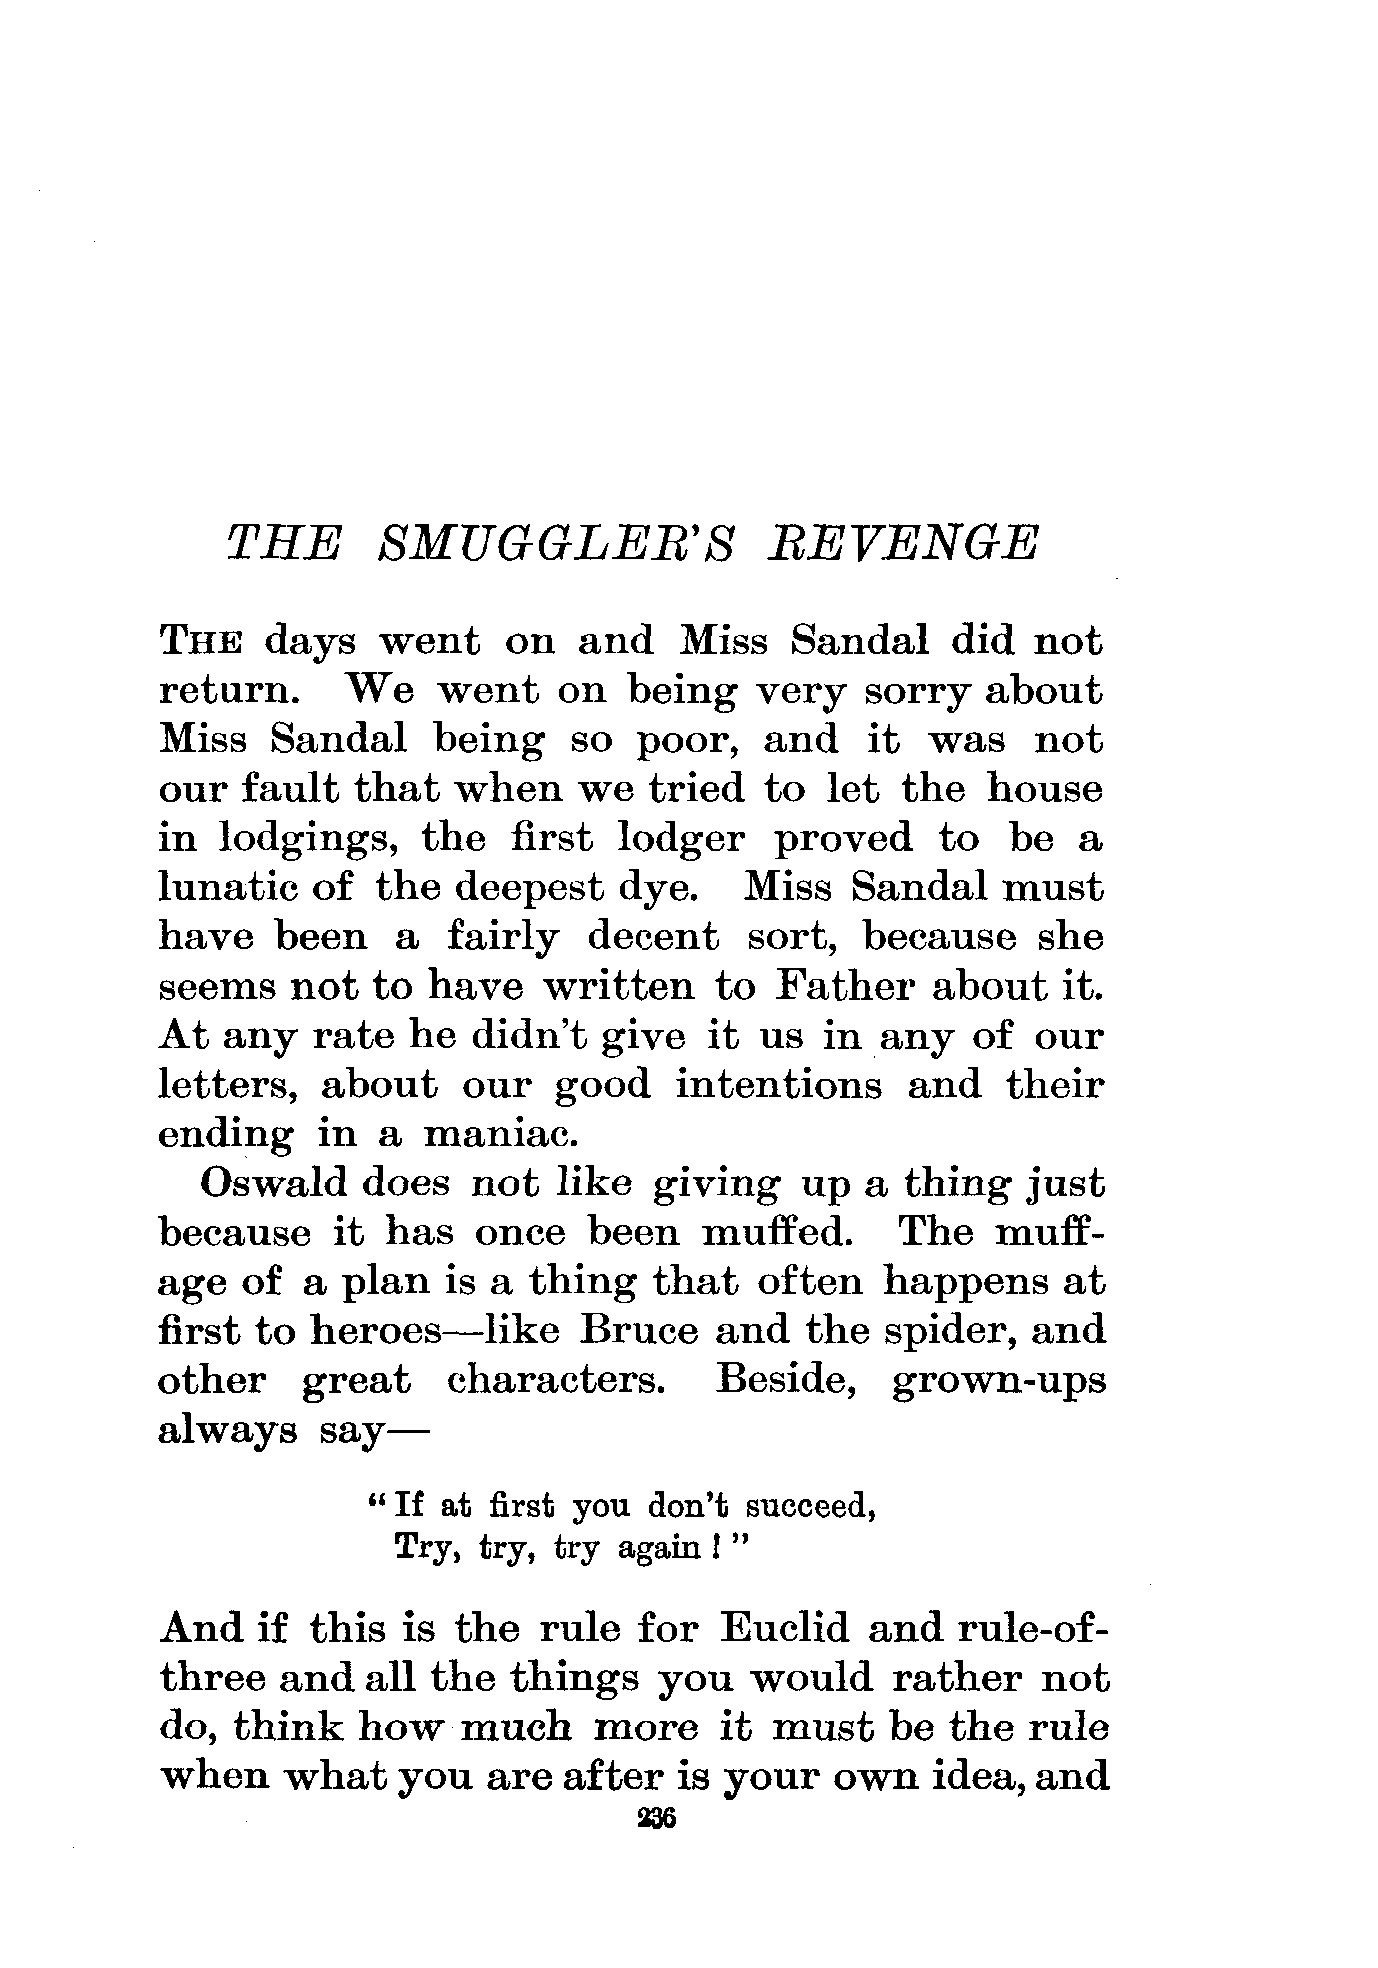 THE SMUGGLER'S REVENGE
THE days went on and Miss Sandal did not
return. We went on being very sorry about
Miss Sandal being so poor, and it was not
our fault that when we tried to let the house
in lodgings, the first lodger proved to be a
lunatic of the deepest dye. Miss Sandal must
have been a fairly decent sort, because she
seems not to have written to Father about it.
At any rate he didn't give it us in any of our
letters, about our good intentions and their
ending in a maniac.
Oswald does not like giving up a thing just
because it has once been muffed. The muff-
age of a plan is a thing that often happens at
first to heroes—like Bruce and the spider, and
other great characters. Beside, grown-ups
always say—
“If at first you don't succeed,
Try, try, try again!”
And if this is the rule for Euclid and rule-of-
three and all the things you would rather not
do, think how much more it must be the rule
when what you are after is your own idea, and
236